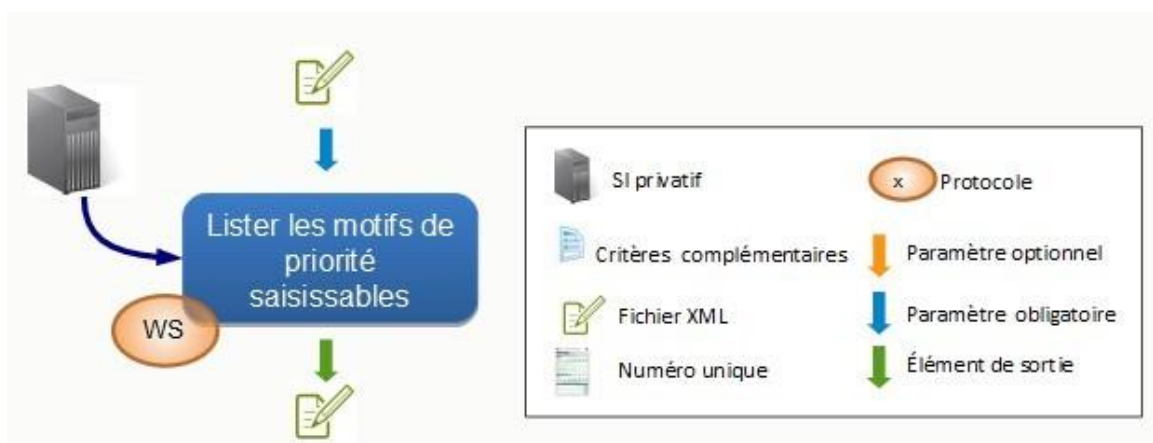 Lister les motifs de
priorité
saisissables
WS
SI privatif
x Protocole
Critères complémentaires
Paramètre optionnel
Fichier XML
Paramètre obligatoire
Numéro unique
Élément de sortie